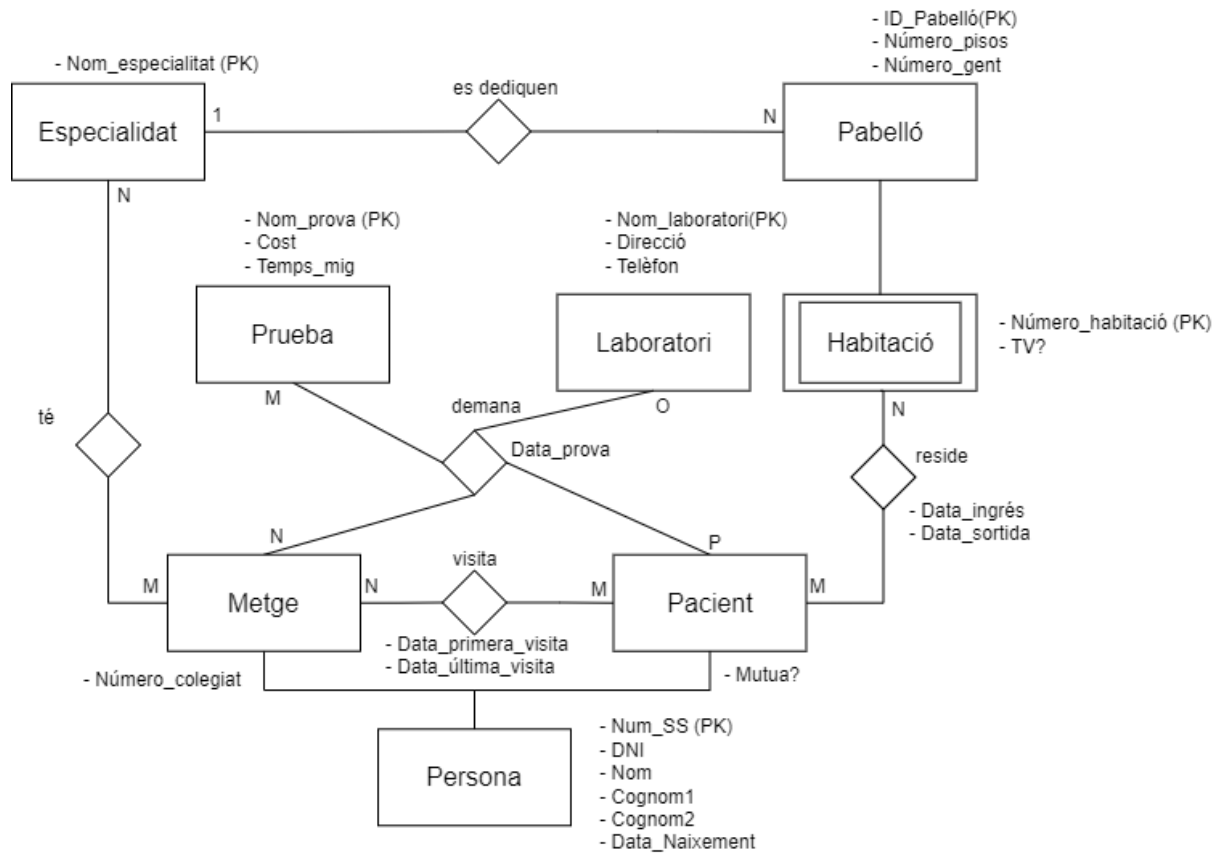 - ID_Pabelló(PK)
- Número_pisos
- Número_gent
- Nom_especialitat (PK)
es dediquen
Especialidat
1
N
Pabelló
N
- Nom_prova (PK)
- Cost
- Temps_mig
- Nom_laboratori(PK)
- Direcció
- Telèfon
Prueba
Laboratori
Habitació
- Número_habitació (PK)
- TV?
M
O
N
té
demana
Data_prova
reside
- Data_ingrés
- Data_sortida
N
P
visita
M
Metge
N
M
Pacient
M
- Número_colegiat
- Data_primera_visita
- Data_última_visita
- Mutua?
Persona
- Num_SS (PK)
- DNI
- Nom
- Cognom1
- Cognom2
- Data_Naixement